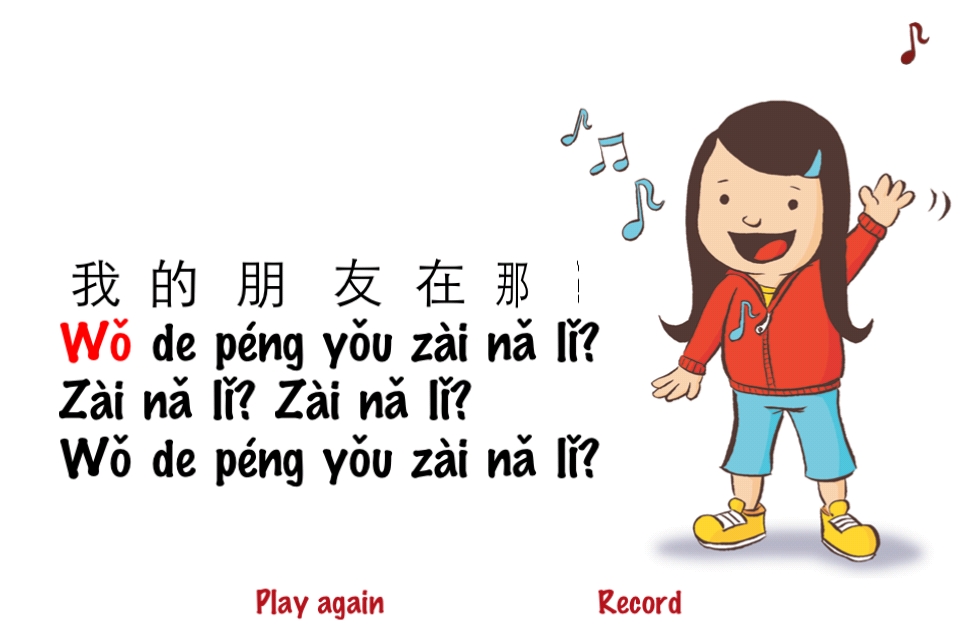 我 的 朋 友 在 那
Wǒ de péng yǒu zài nǎ lǐ?
Zài nǎ lǐ? Zài nǎ lǐ?
Wǒ de péng yǒu zài nǎ lǐ?
Play again
Record